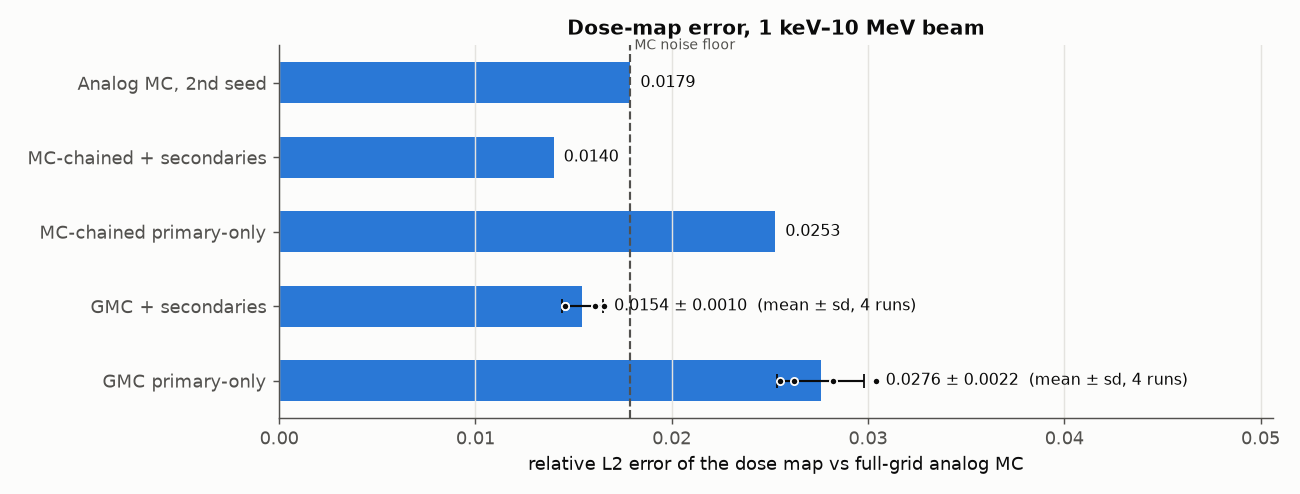 Dose-map error, 1 keV–10 MeV beam
MC noise floor
Analog MC, 2nd seed
0.0179
MC-chained + secondaries
0.0140
MC-chained primary-only
0.0253
GMC + secondaries
0.0154 ± 0.0010  (mean ± sd, 4 runs)
GMC primary-only
0.0276 ± 0.0022  (mean ± sd, 4 runs)
0.00 0.01 0.02 0.03 0.04 0.05
relative L2 error of the dose map vs full-grid analog MC